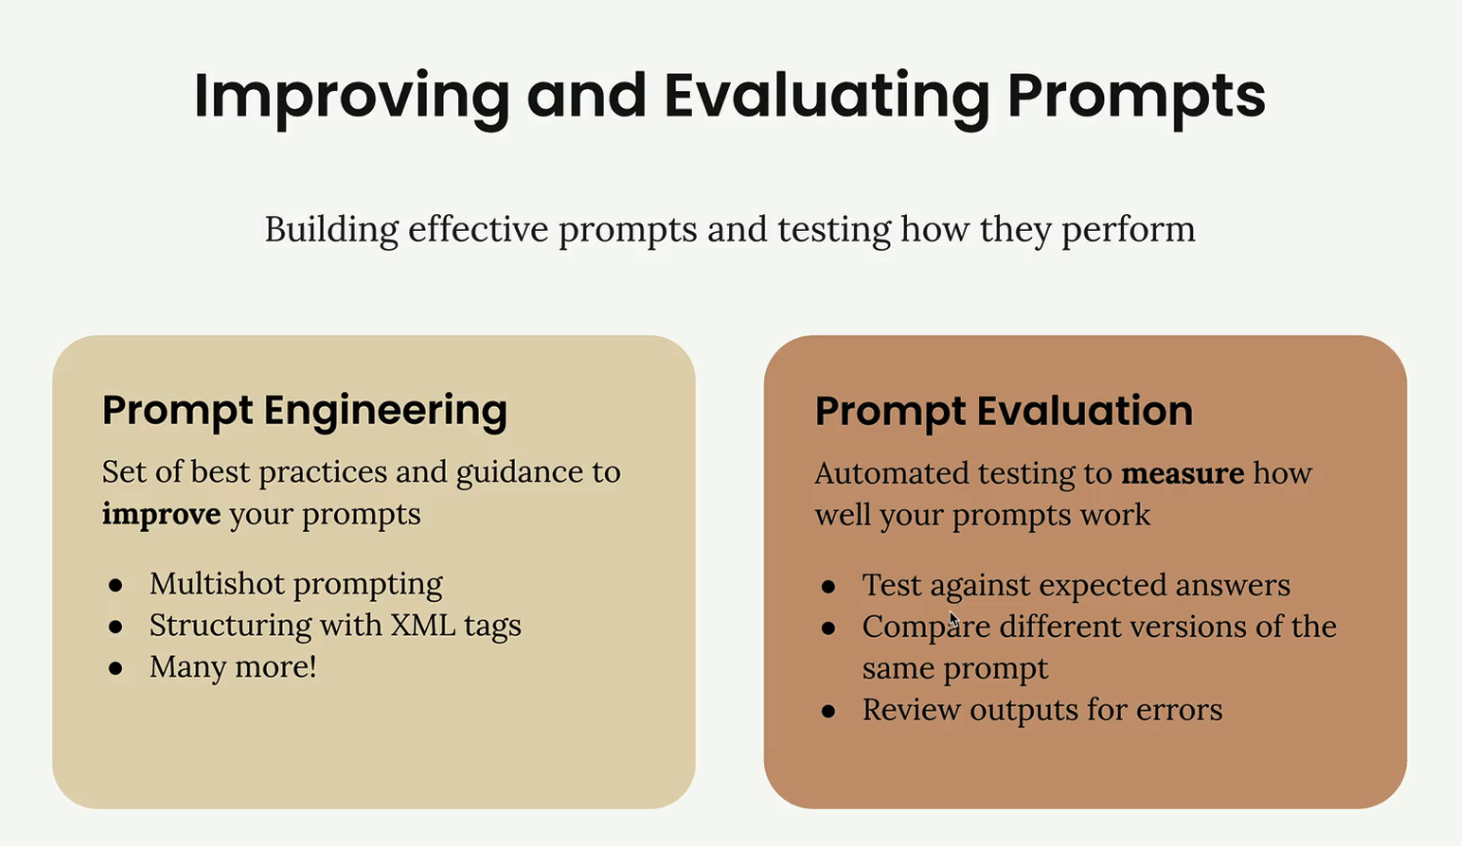 Improving and Evaluating Prompts
Building effective prompts and testing how they perform
Prompt Engineering
Set of best practices and guidance to
improve your prompts
● Multishot prompting
● Structuring with XML tags
● Many more!
Prompt Evaluation
Automated testing to measure how
well your prompts work
● Test against expected answers
● Compare different versions of the
same prompt
● Review outputs for errors